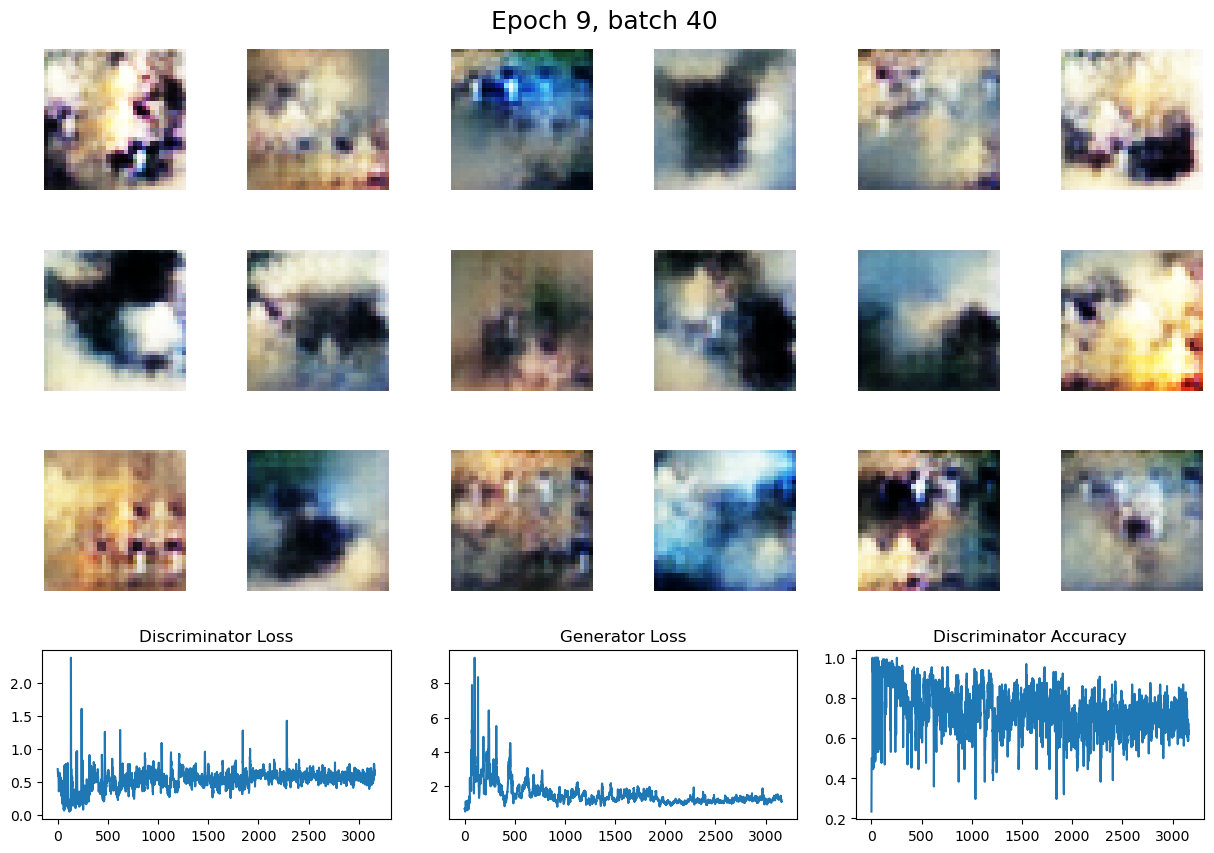 Epoch 9, batch 40
Discriminator Loss
Generator Loss
Discriminator Accuracy
2.0
1.5
1.0
0.5
0.0
0 500 1000 1500 2000 2500 3000
8
6
4
2
0 500 1000 1500 2000 2500 3000
1.0
0.8
0.6
0.4
0.2
0 500 1000 1500 2000 2500 3000